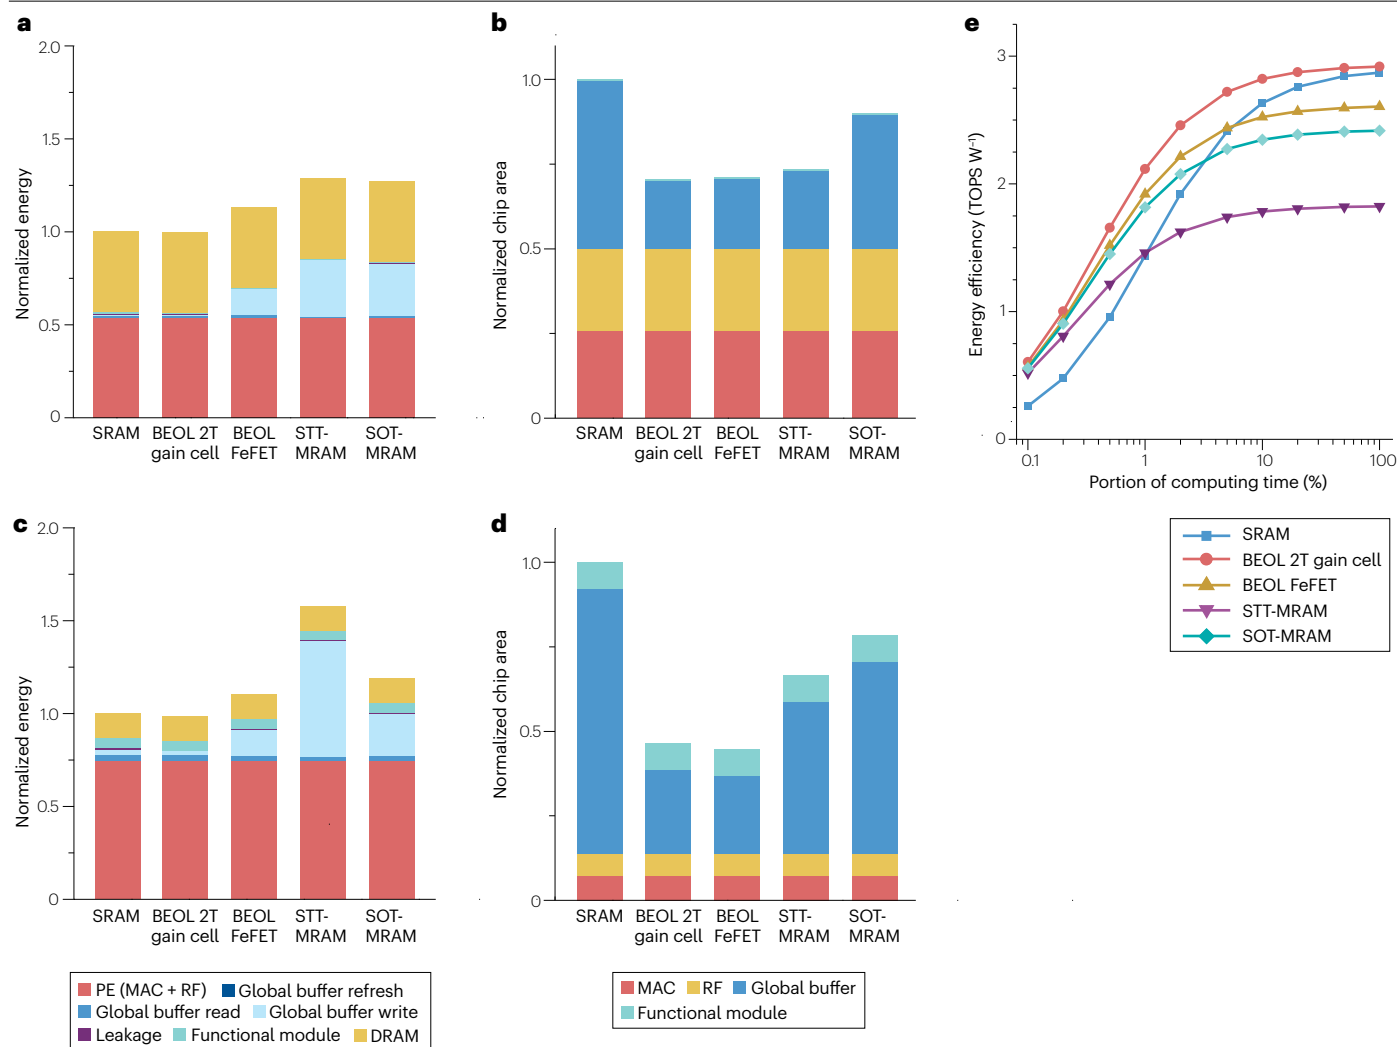 a
2.0
1.5
1.0
0.5
0
Normalized energy
SRAM
BEOL 2T
gain cell
BEOL
FeFET
STT-
MRAM
SOT-
MRAM
b
1.0
0.5
0
Normalized chip area
SRAM
BEOL 2T
gain cell
BEOL
FeFET
STT-
MRAM
SOT-
MRAM
e
3
2
1
0
Energy efficiency (TOPS W⁻¹)
0.1
1
10
100
Portion of computing time (%)
SRAM
BEOL 2T gain cell
BEOL FeFET
STT-MRAM
SOT-MRAM
c
2.0
1.5
1.0
0.5
0
Normalized energy
SRAM
BEOL 2T
gain cell
BEOL
FeFET
STT-
MRAM
SOT-
MRAM
PE (MAC + RF)
Global buffer refresh
Global buffer read
Global buffer write
Leakage
Functional module
DRAM
d
1.0
0.5
0
Normalized chip area
SRAM
BEOL 2T
gain cell
BEOL
FeFET
STT-
MRAM
SOT-
MRAM
MAC
RF
Global buffer
Functional module